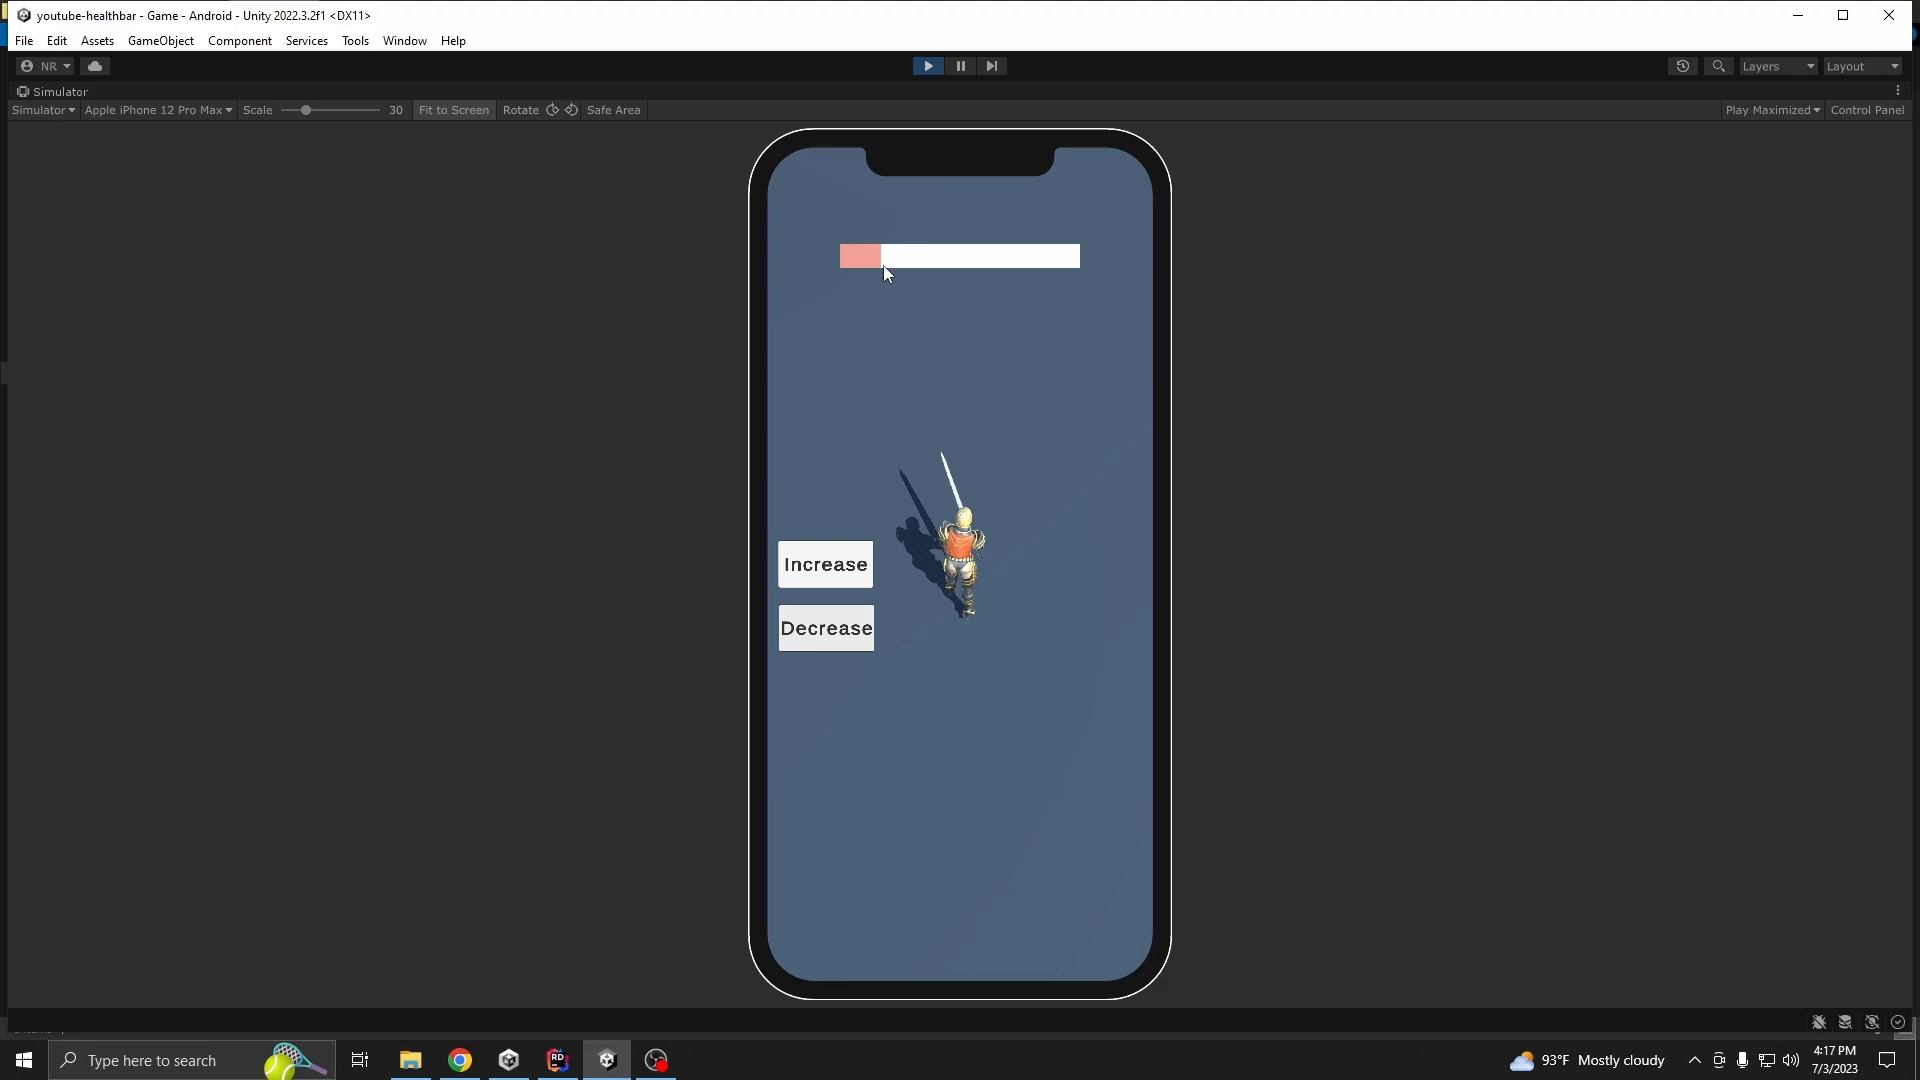 youtube-healthbar - Game - Android - Unity 2022.3.2f1 <DX11>
File Edit Assets GameObject Component Services Tools Window Help
NR Layers Layout
Simulator
Simulator Apple iPhone 12 Pro Max Scale 30 Fit to Screen Rotate Safe Area Play Maximized Control Panel
Increase
Decrease
Type here to search RD 93°F Mostly cloudy 4:17 PM
7/3/2023